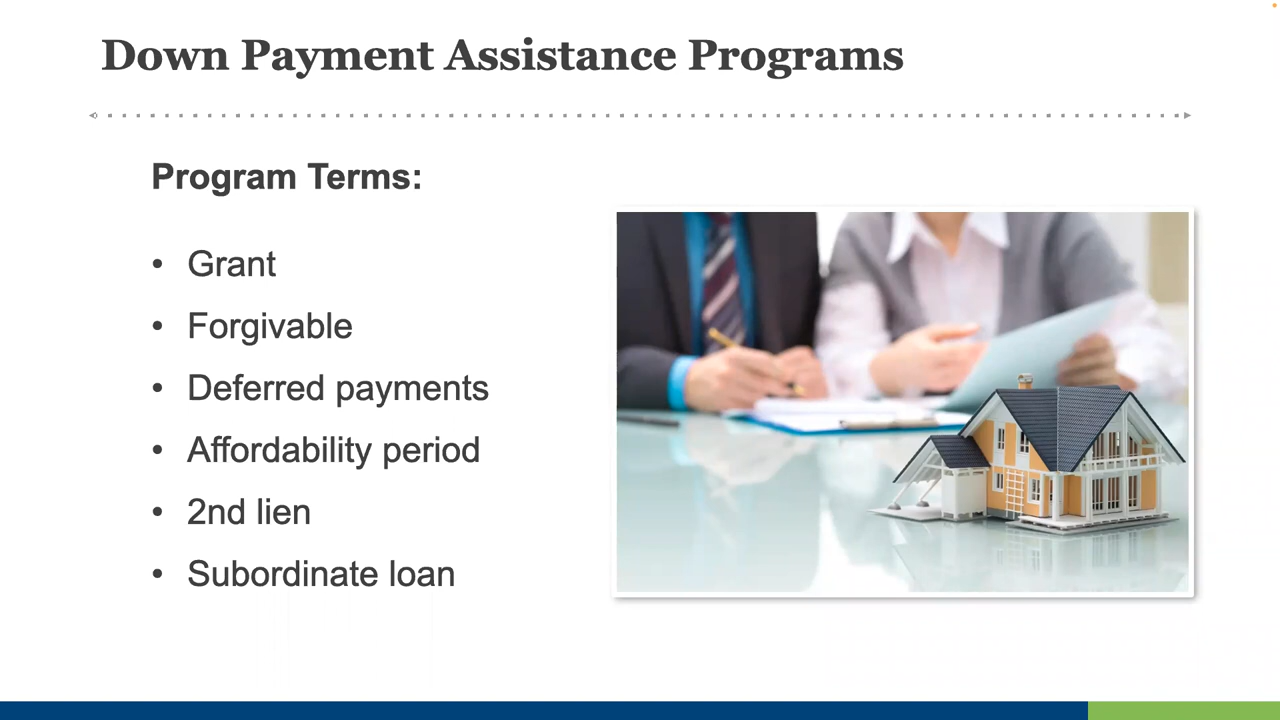 Down Payment Assistance Programs
Program Terms:
• Grant
• Forgivable
• Deferred payments
• Affordability period
• 2nd lien
• Subordinate loan